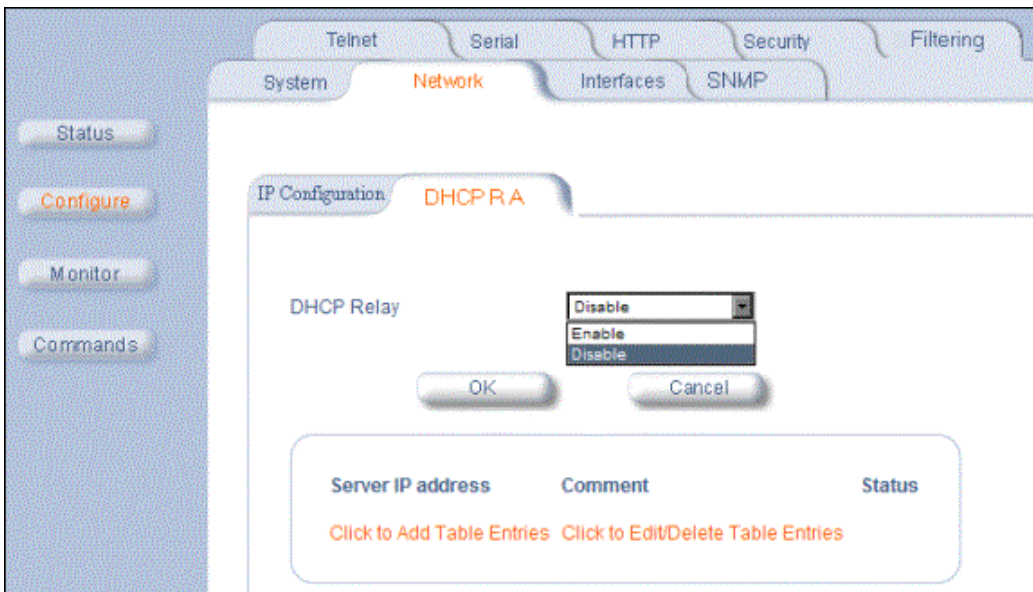 Telnet Serial HTTP Security Filtering
System Network Interfaces SNMP
Status
Configure
Monitor
Commands
IP Configuration DHCP R A
DHCP Relay Disable
Enable
Disable
OK Cancel
Server IP address Comment Status
Click to Add Table Entries Click to Edit/Delete Table Entries